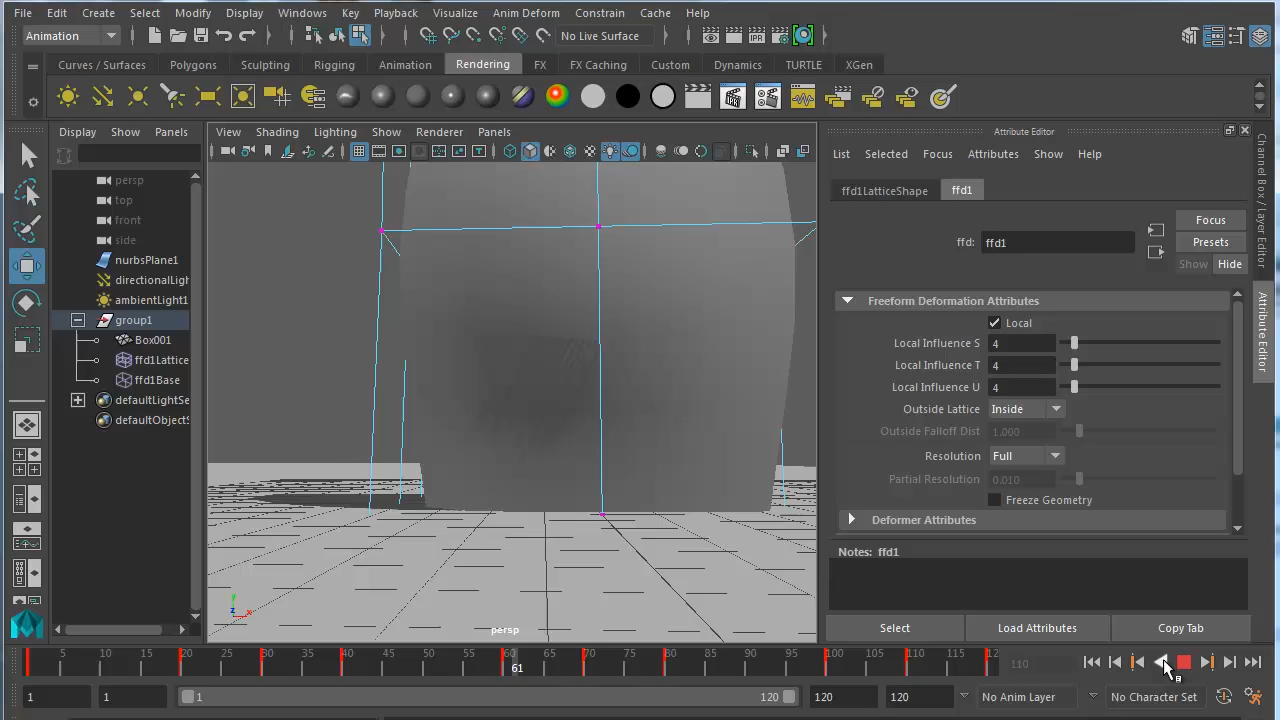 File Edit Create Select Modify Display Windows Key Playback Visualize Anim Deform Constrain Cache Help
Animation No Live Surface IPR
Curves / Surfaces Polygons Sculpting Rigging Animation Rendering FX FX Caching Custom Dynamics TURTLE XGen
Display Show Panels View Shading Lighting Show Renderer Panels Attribute Editor
List Selected Focus Attributes Show Help
persp
top
front
side
nurbsPlane1
directionalLigh
ambientLight1
group1
Box001
ffd1Lattice
ffd1Base
defaultLightSe
defaultObjectS
y
z x
persp
ffd1LatticeShape ffd1
Focus
ffd: ffd1 Presets
Show Hide
Freeform Deformation Attributes
Local
Local Influence S 4
Local Influence T 4
Local Influence U 4
Outside Lattice Inside
Outside Falloff Dist 1.000
Resolution Full
Partial Resolution 0.010
Freeze Geometry
Deformer Attributes
Notes: ffd1
Select Load Attributes Copy Tab
Channel Box / Layer Editor
Attribute Editor
5 10 15 20 25 30 35 40 45 50 55 60 65 70 75 80 85 90 95 100 105 110 115 12
61
110
1 1 1 120 120 120 No Anim Layer No Character Set